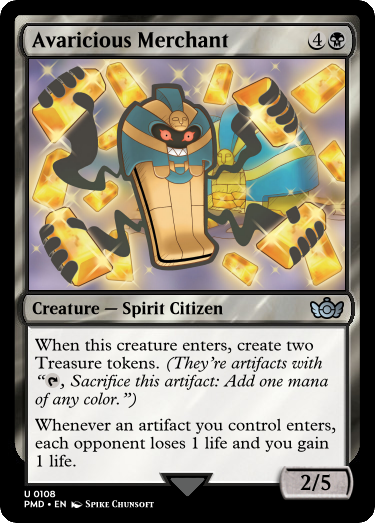 Avaricious Merchant 4
Creature — Spirit Citizen
When this creature enters, create two
Treasure tokens. (They're artifacts with
“, Sacrifice this artifact: Add one mana
of any color.”)
Whenever an artifact you control enters,
each opponent loses 1 life and you gain
1 life.
2/5
U 0108
PMD • EN Spike Chunsoft